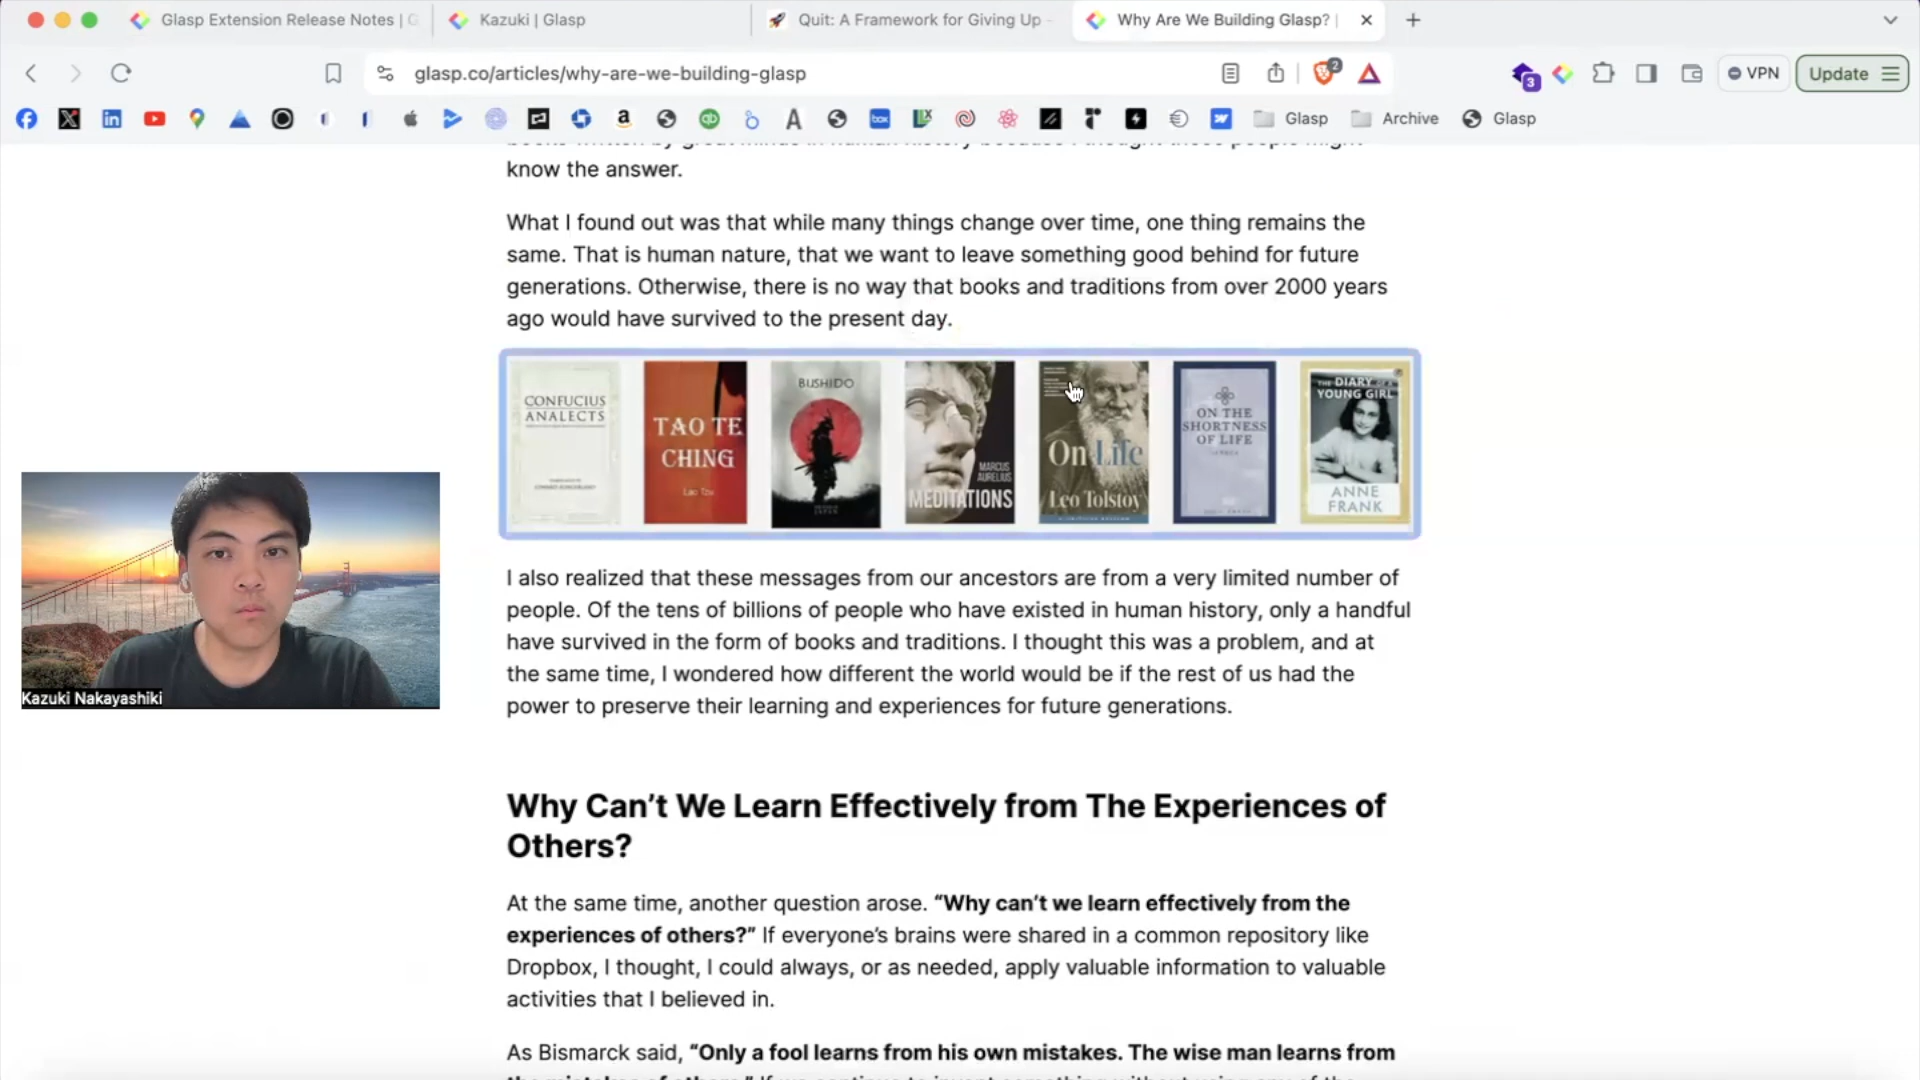 Glasp Extension Release Notes | G
Kazuki | Glasp
Quit: A Framework for Giving Up -
Why Are We Building Glasp? |
glasp.co/articles/why-are-we-building-glasp
2
3
VPN
Update
box
Glasp
Archive
Glasp
know the answer.
What I found out was that while many things change over time, one thing remains the
same. That is human nature, that we want to leave something good behind for future
generations. Otherwise, there is no way that books and traditions from over 2000 years
ago would have survived to the present day.
CONFUCIUS
ANALECTS
TAO TE
CHING
Lao Tzu
BUSHIDO
MARCUS
AURELIUS
MEDITATIONS
On Life
Leo Tolstoy
ON THE
SHORTNESS
OF LIFE
SENECA
THE DIARY OF A
YOUNG GIRL
ANNE
FRANK
I also realized that these messages from our ancestors are from a very limited number of
people. Of the tens of billions of people who have existed in human history, only a handful
have survived in the form of books and traditions. I thought this was a problem, and at
the same time, I wondered how different the world would be if the rest of us had the
power to preserve their learning and experiences for future generations.
Kazuki Nakayashiki
Why Can’t We Learn Effectively from The Experiences of
Others?
At the same time, another question arose. “Why can’t we learn effectively from the
experiences of others?” If everyone’s brains were shared in a common repository like
Dropbox, I thought, I could always, or as needed, apply valuable information to valuable
activities that I believed in.
As Bismarck said, “Only a fool learns from his own mistakes. The wise man learns from